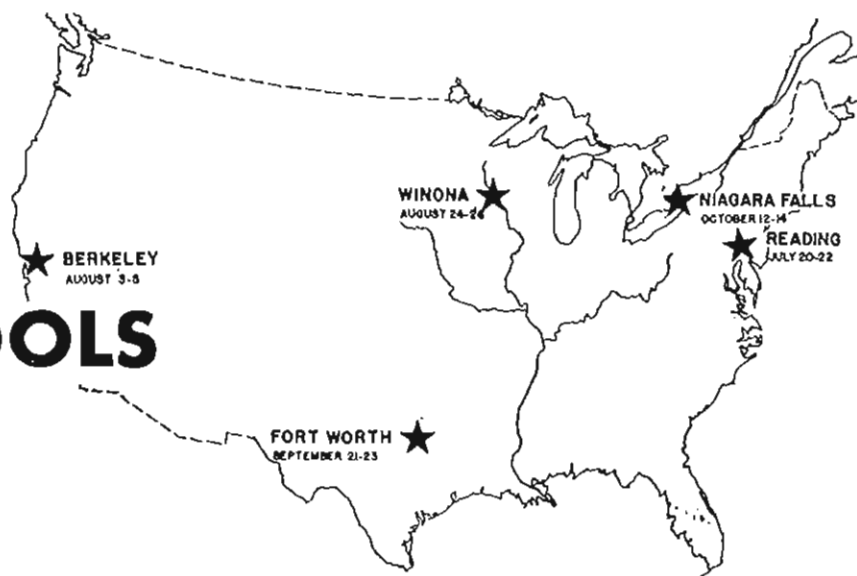 WINONA
AUGUST 24-26
NIAGARA FALLS
OCTOBER 12-14
READING
JULY 20-22
BERKELEY
AUGUST 3-5
OOLS
FORT WORTH
SEPTEMBER 21-23